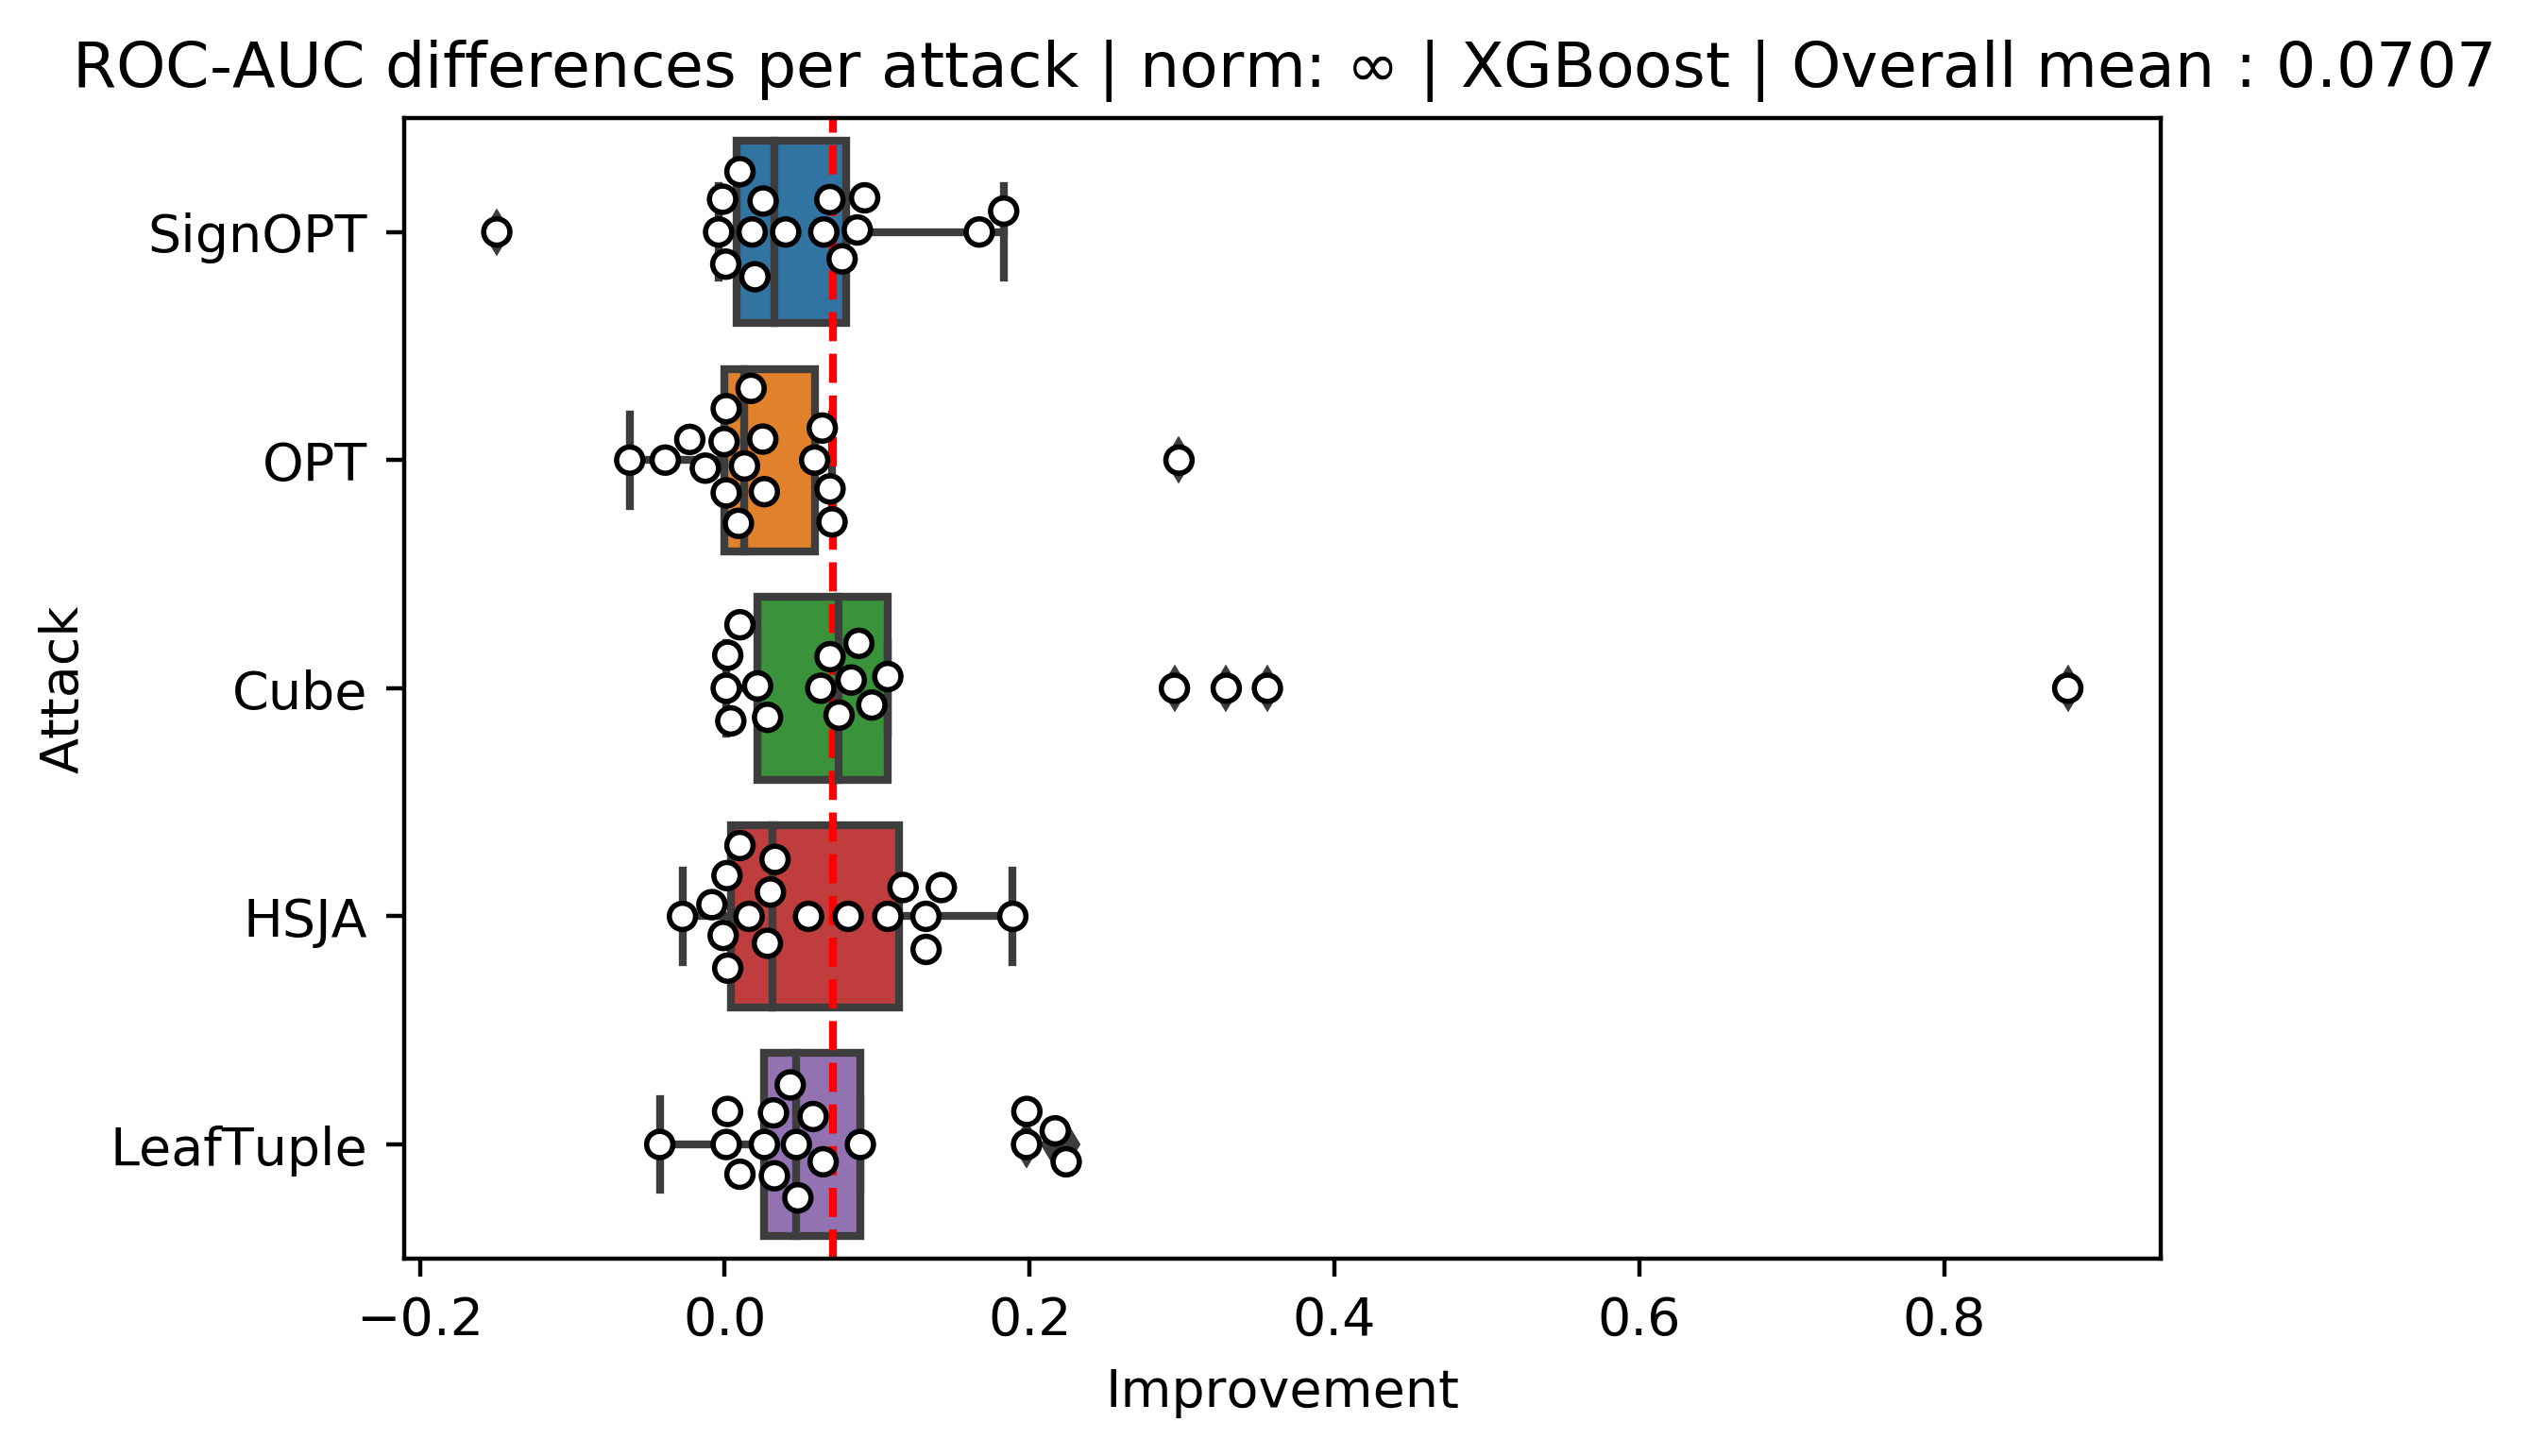 ROC-AUC differences per attack | norm: ∞ | XGBoost | Overall mean : 0.0707
SignOPT
OPT
Cube
HSJA
LeafTuple
Attack
−0.2 0.0 0.2 0.4 0.6 0.8
Improvement